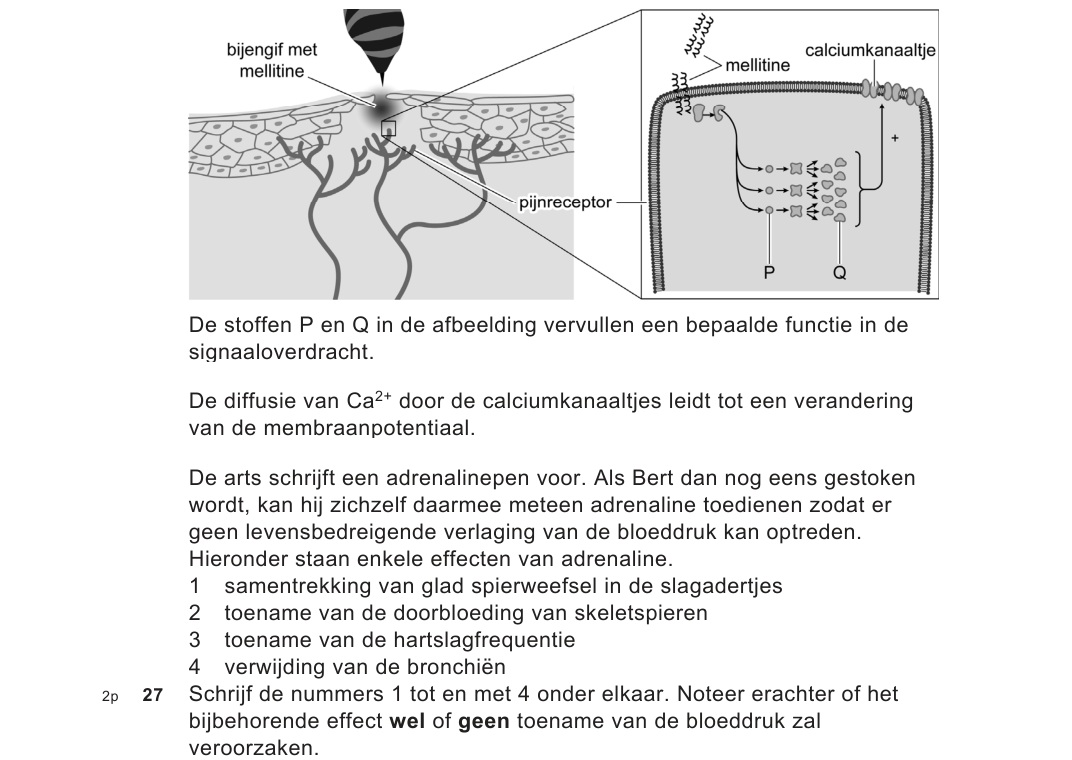 bijengif met
mellitine
mellitine
calciumkanaaltje
+
pijnreceptor
P
Q
De stoffen P en Q in de afbeelding vervullen een bepaalde functie in de
signaaloverdracht.
De diffusie van Ca²⁺ door de calciumkanaaltjes leidt tot een verandering
van de membraanpotentiaal.
De arts schrijft een adrenalinepen voor. Als Bert dan nog eens gestoken
wordt, kan hij zichzelf daarmee meteen adrenaline toedienen zodat er
geen levensbedreigende verlaging van de bloeddruk kan optreden.
Hieronder staan enkele effecten van adrenaline.
1 samentrekking van glad spierweefsel in de slagadertjes
2 toename van de doorbloeding van skeletspieren
3 toename van de hartslagfrequentie
4 verwijding van de bronchiën
2p 27 Schrijf de nummers 1 tot en met 4 onder elkaar. Noteer erachter of het
bijbehorende effect wel of geen toename van de bloeddruk zal
veroorzaken.